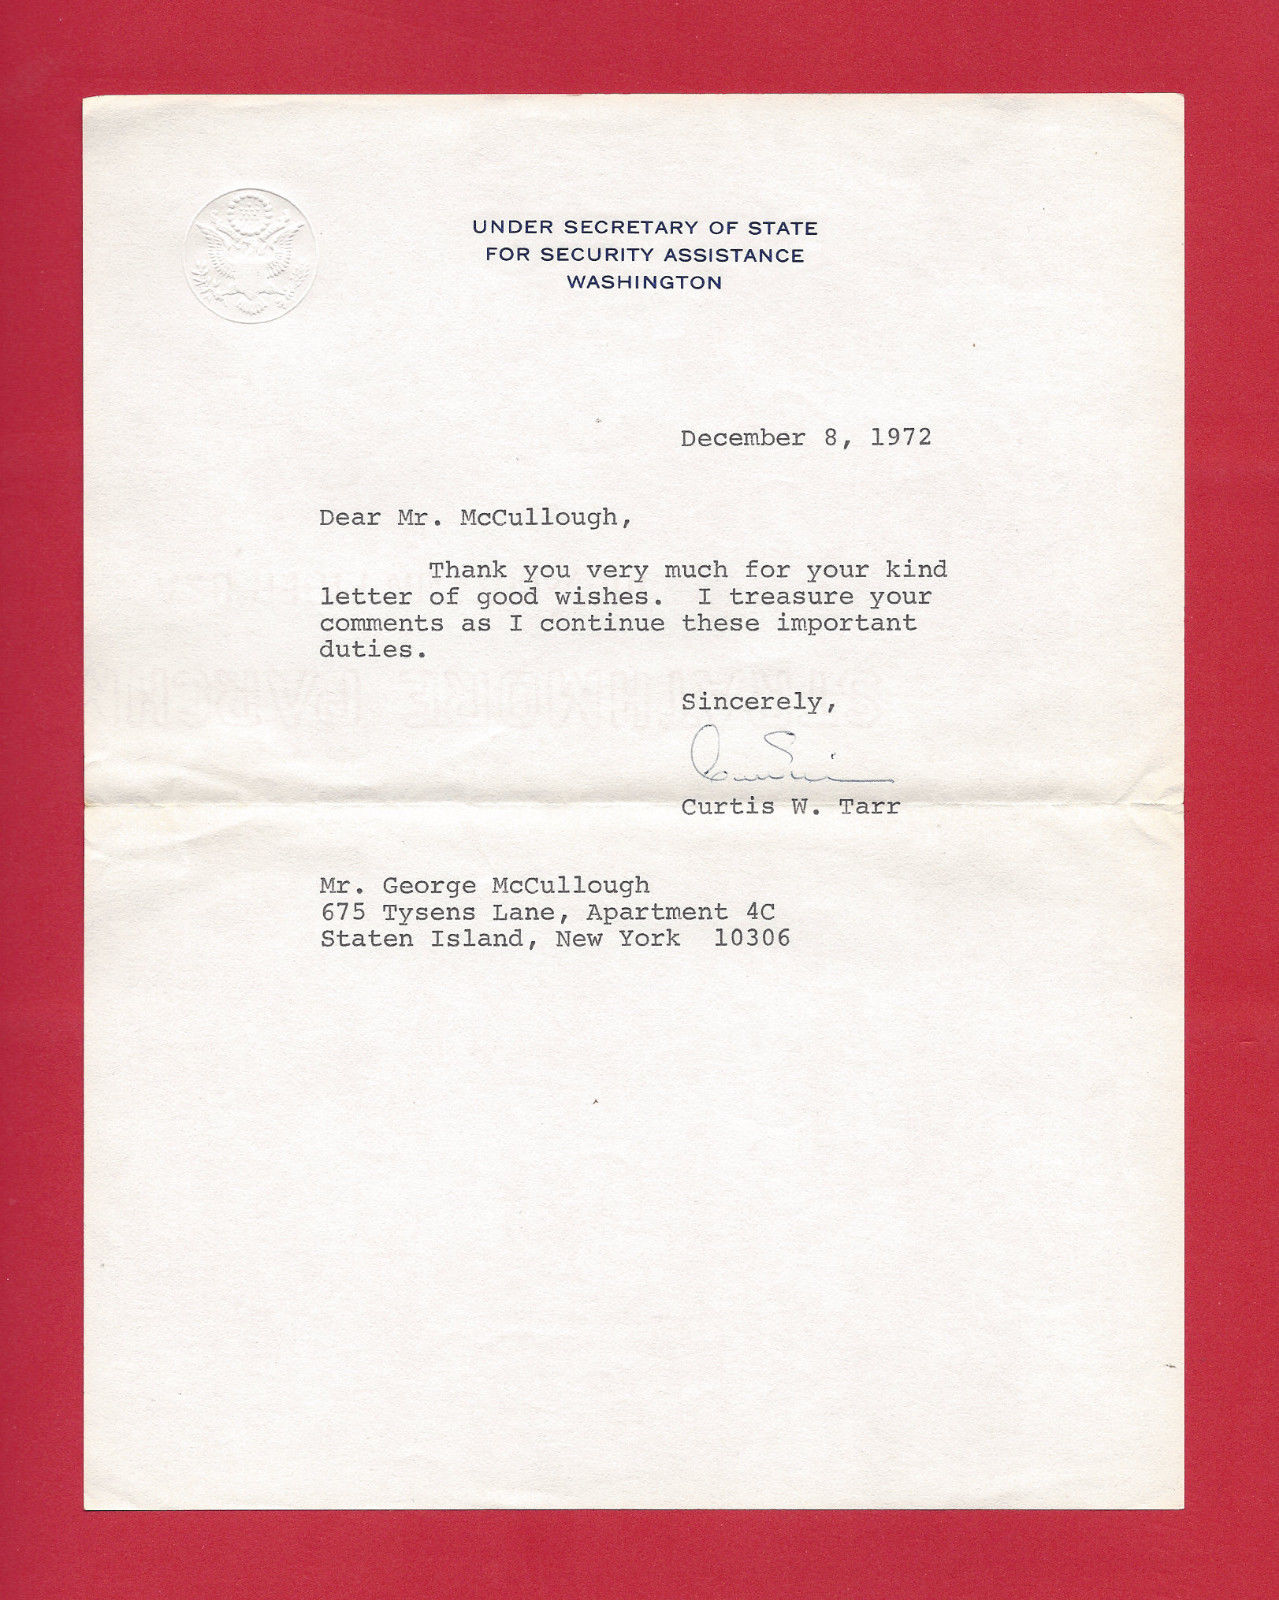 UNDER SECRETARY OF STATE
FOR SECURITY ASSISTANCE
WASHINGTON
December 8, 1972
Dear Mr. McCullough,
Thank you very much for your kind
letter of good wishes. I treasure your
comments as I continue these important
duties.
Sincerely,
Curtis W. Tarr
Mr. George McCullough
675 Tysens Lane, Apartment 4C
Staten Island, New York 10306